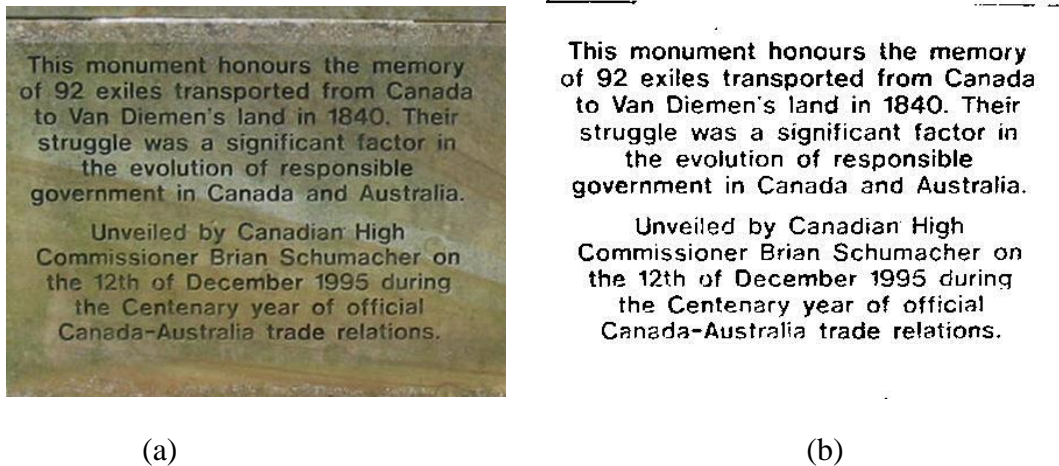 This monument honours the memory
of 92 exiles transported from Canada
to Van Diemen's land in 1840. Their
struggle was a significant factor in
the evolution of responsible
government in Canada and Australia.
Unveiled by Canadian High
Commissioner Brian Schumacher on
the 12th of December 1995 during
the Centenary year of official
Canada-Australia trade relations.
(a)
This monument honours the memory
of 92 exiles transported from Canada
to Van Diemen's land in 1840. Their
struggle was a significant factor in
the evolution of responsible
government in Canada and Australia.
Unveiled by Canadian High
Commissioner Brian Schumacher on
the 12th of December 1995 during
the Centenary year of official
Canada-Australia trade relations.
(b)